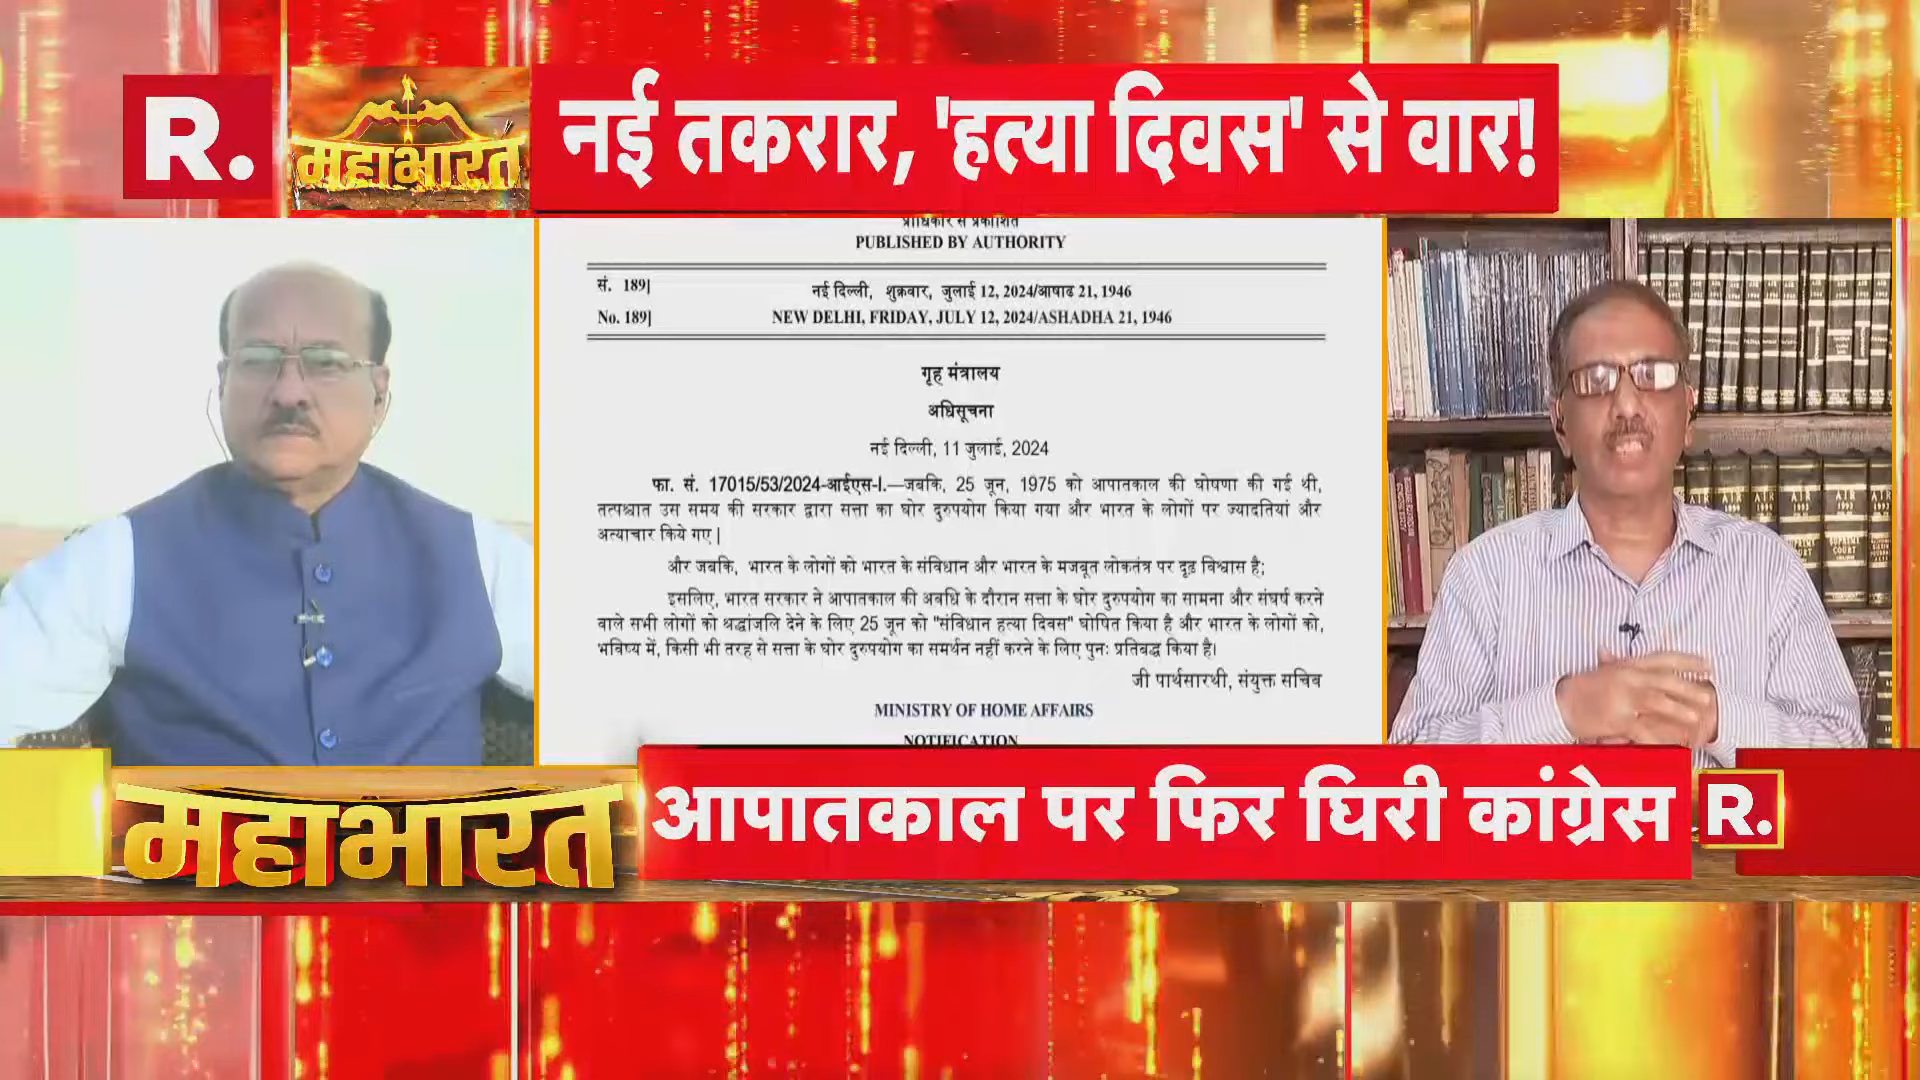 R.
महाभारत
नई तकरार, 'हत्या दिवस' से वार!
प्राधिकार से प्रकाशित
PUBLISHED BY AUTHORITY
सं. 189]
नई दिल्ली, शुक्रवार, जुलाई 12, 2024/आषाढ 21, 1946
No. 189]
NEW DELHI, FRIDAY, JULY 12, 2024/ASHADHA 21, 1946
गृह मंत्रालय
अधिसूचना
नई दिल्ली, 11 जुलाई, 2024
फा. सं. 17015/53/2024-आईएस-I.—जबकि, 25 जून, 1975 को आपातकाल की घोषणा की गई थी,
तत्पश्चात उस समय की सरकार द्वारा सत्ता का घोर दुरुपयोग किया गया और भारत के लोगों पर ज्यादतियां और
अत्याचार किये गए |
और जबकि, भारत के लोगों को भारत के संविधान और भारत के मजबूत लोकतंत्र पर दृढ़ विश्वास है;
इसलिए, भारत सरकार ने आपातकाल की अवधि के दौरान सत्ता के घोर दुरुपयोग का सामना और संघर्ष करने
वाले सभी लोगों को श्रद्धांजलि देने के लिए 25 जून को "संविधान हत्या दिवस" घोषित किया है और भारत के लोगों को,
भविष्य में, किसी भी तरह से सत्ता के घोर दुरुपयोग का समर्थन नहीं करने के लिए पुनः प्रतिबद्ध किया है।
जी पार्थसारथी, संयुक्त सचिव
MINISTRY OF HOME AFFAIRS
NOTIFICATION
महाभारत
आपातकाल पर फिर घिरी कांग्रेस
R.